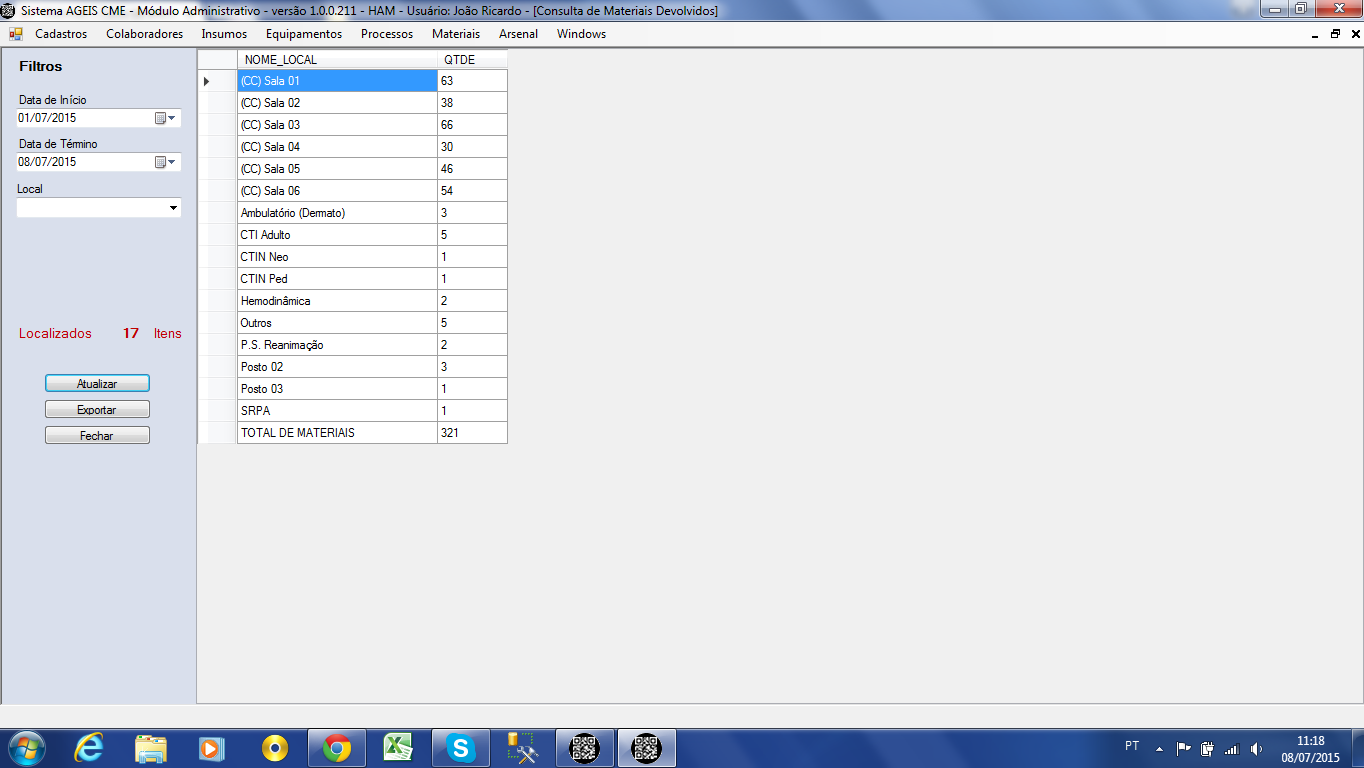 Sistema AGEIS CME - Módulo Administrativo - versão 1.0.0.211 - HAM - Usuário: João Ricardo - [Consulta de Materiais Devolvidos]
Cadastros Colaboradores Insumos Equipamentos Processos Materiais Arsenal Windows
Filtros
Data de Início
01/07/2015
Data de Término
08/07/2015
Local
Localizados 17 Itens
Atualizar
Exportar
Fechar
NOME_LOCAL QTDE
(CC) Sala 01 63
(CC) Sala 02 38
(CC) Sala 03 66
(CC) Sala 04 30
(CC) Sala 05 46
(CC) Sala 06 54
Ambulatório (Dermato) 3
CTI Adulto 5
CTIN Neo 1
CTIN Ped 1
Hemodinâmica 2
Outros 5
P.S. Reanimação 2
Posto 02 3
Posto 03 1
SRPA 1
TOTAL DE MATERIAIS 321
PT
11:18
08/07/2015